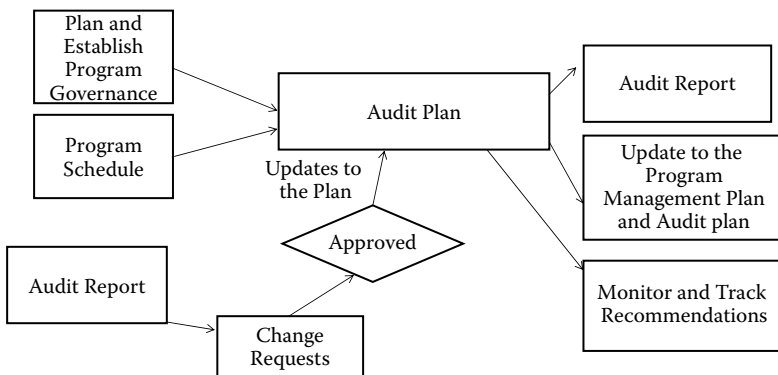 Plan and
Establish
Program
Governance
Program
Schedule
Audit Plan
Audit Report
Update to the
Program
Management Plan
and Audit plan
Monitor and Track
Recommendations
Updates to
the Plan
Approved
Audit Report
Change
Requests